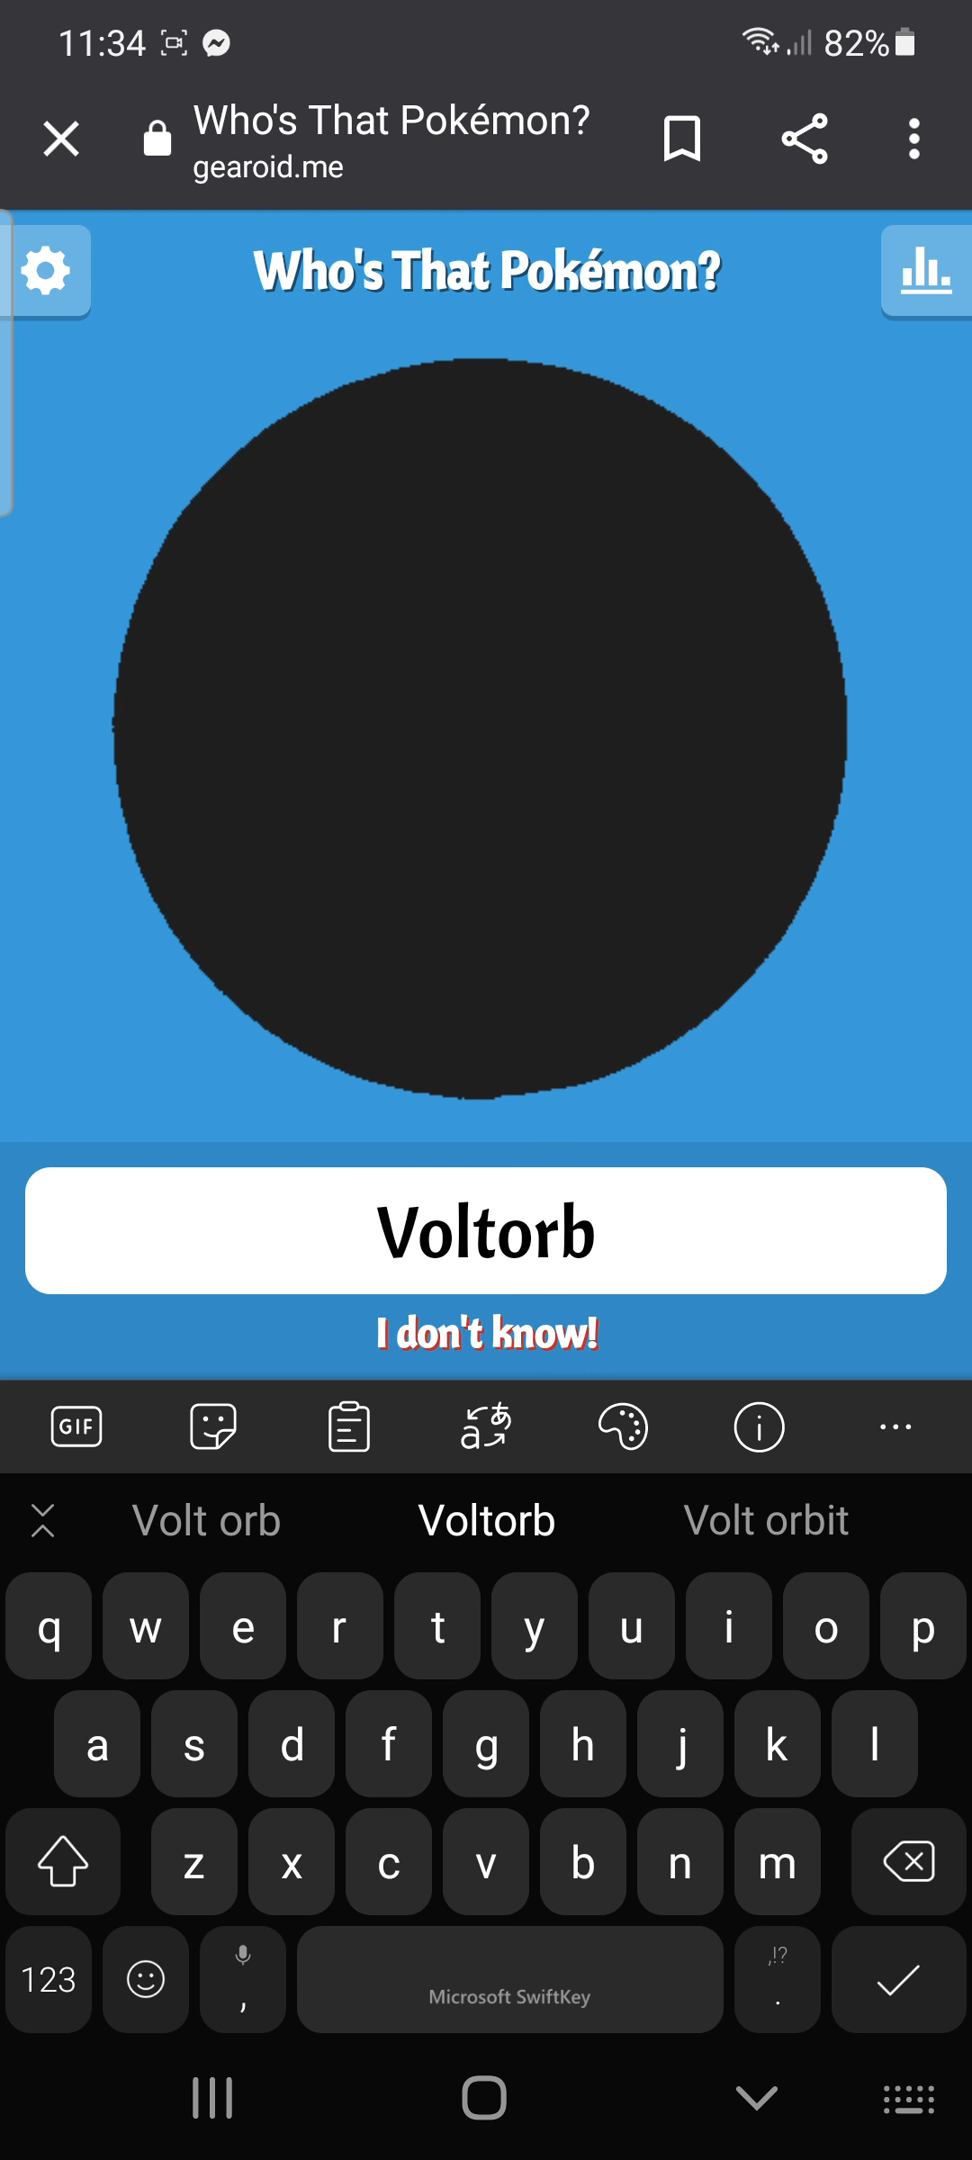 11:34 82%
Who's That Pokémon?
gearoid.me
Who's That Pokémon?
Voltorb
I don't know!
GIF
Volt orb Voltorb Volt orbit
q w e r t y u i o p
a s d f g h j k l
z x c v b n m
,!?
123 , Microsoft SwiftKey .